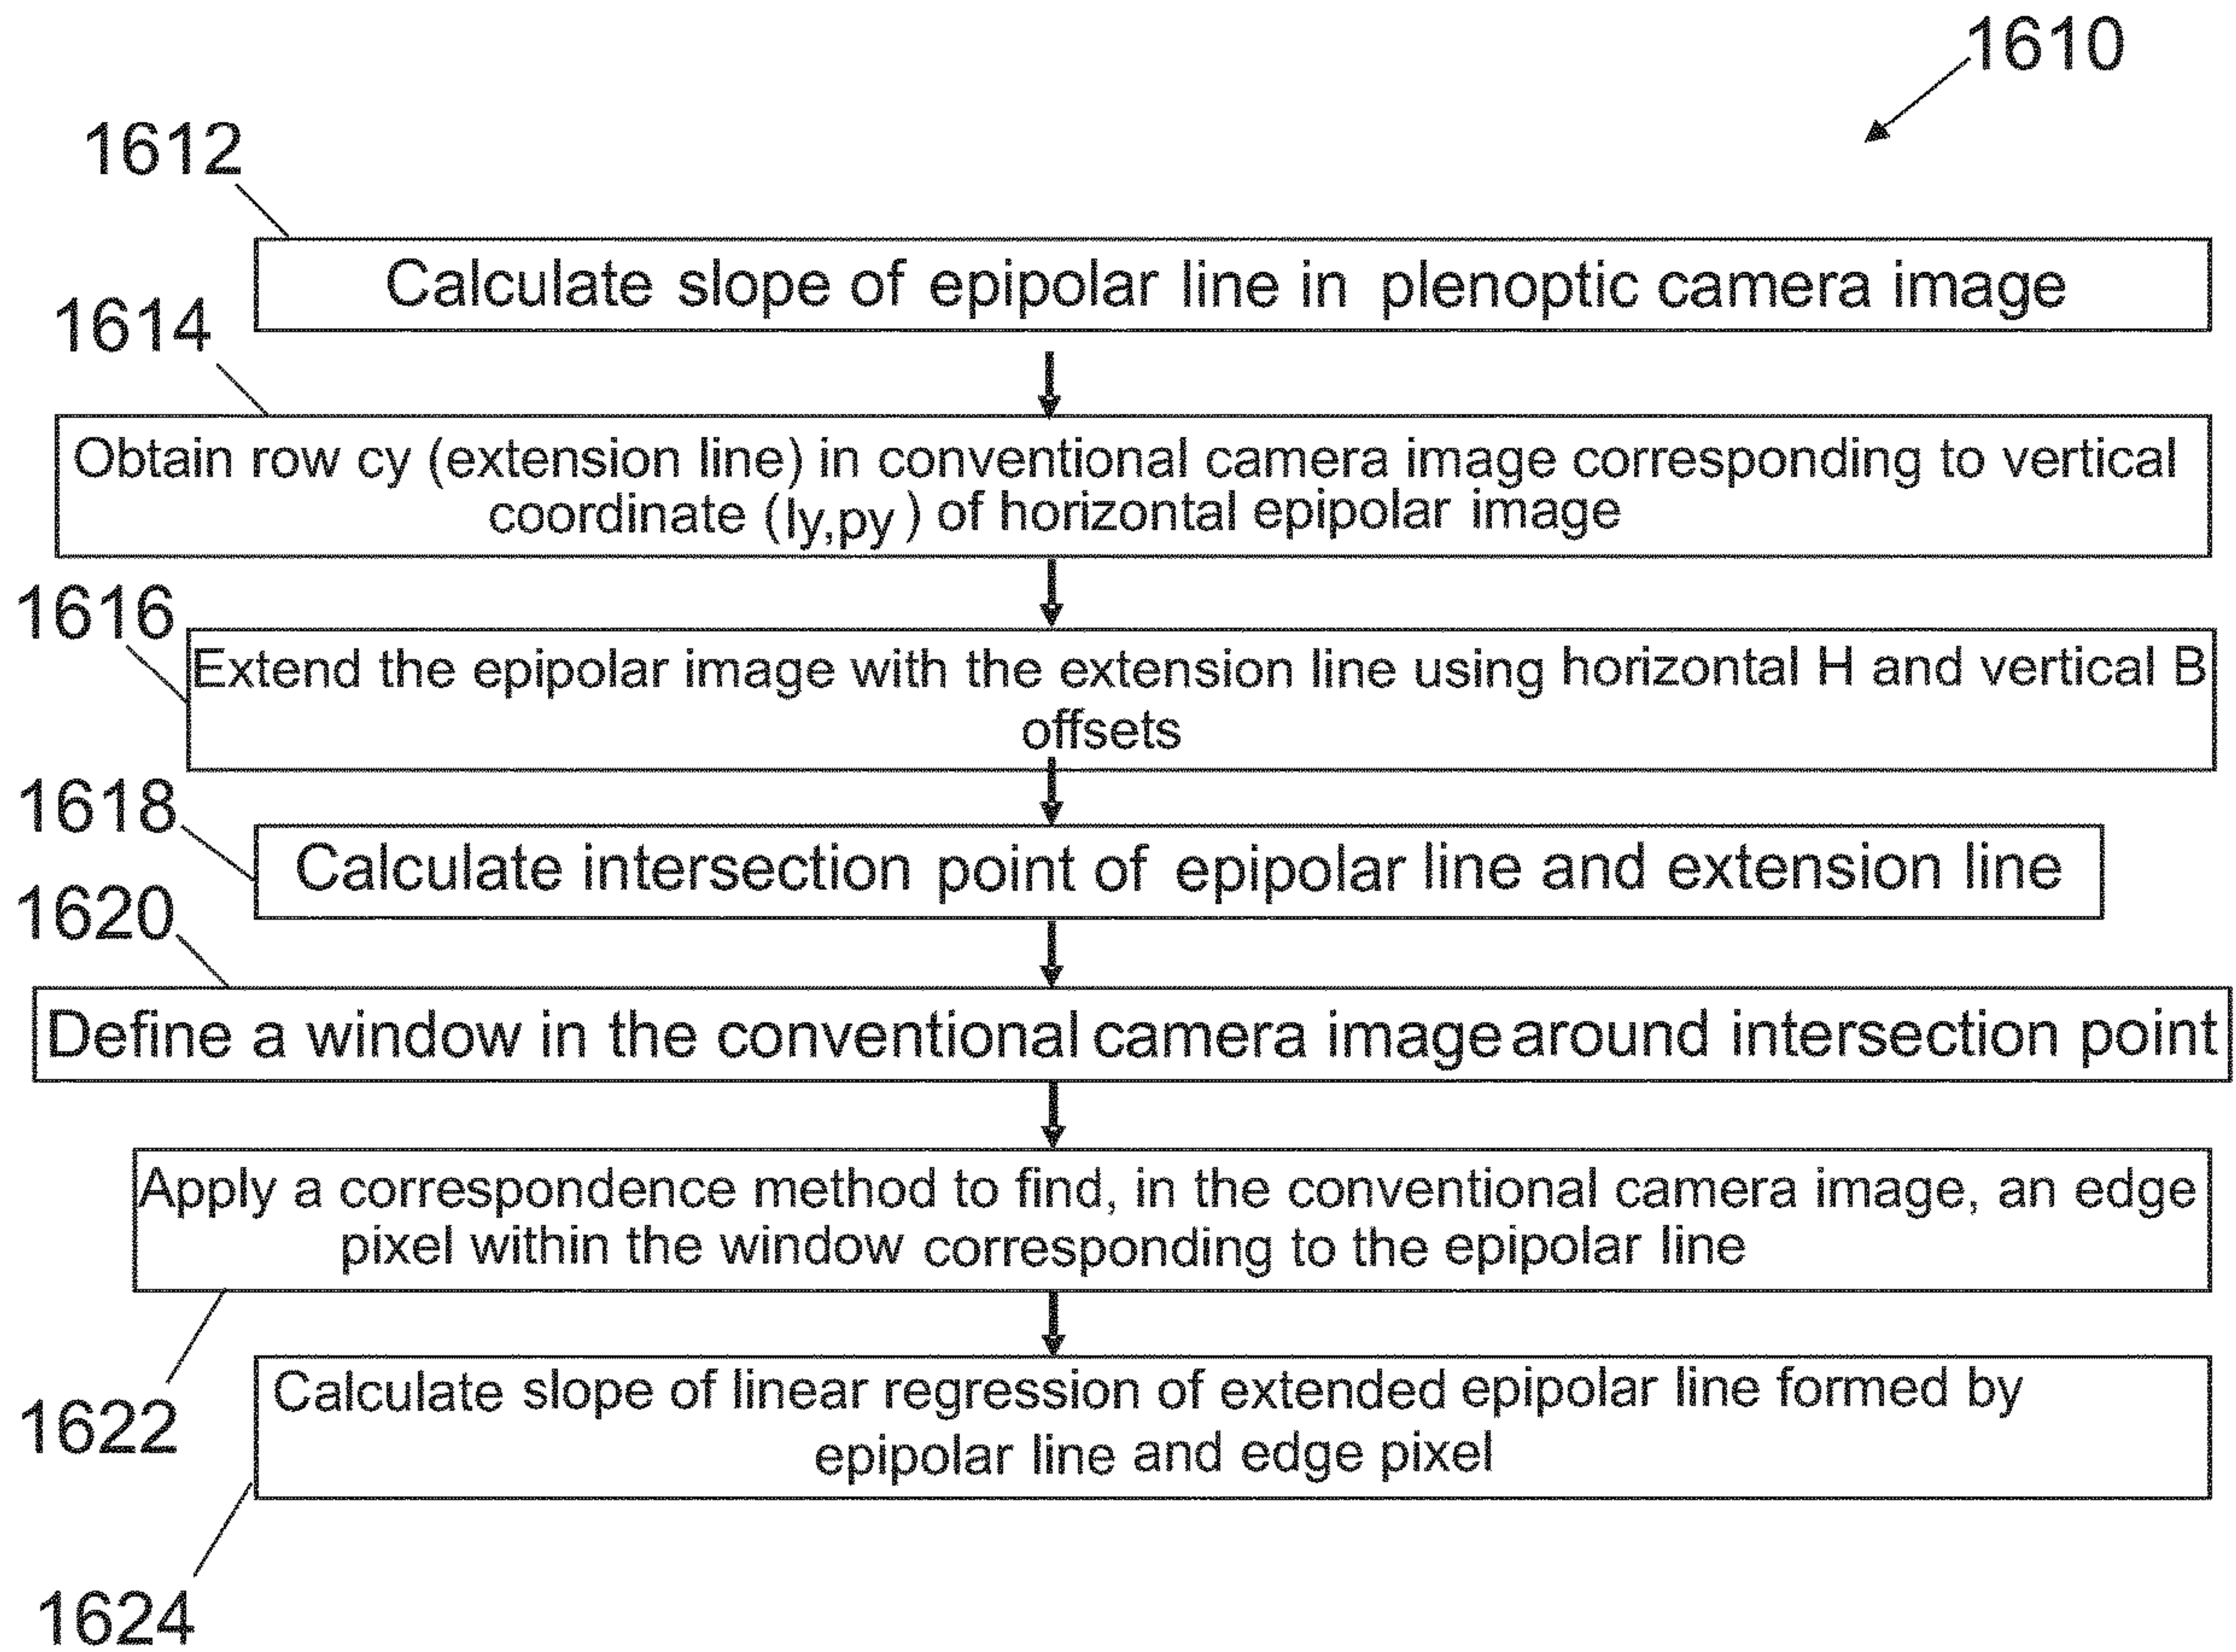 1610
1612
Calculate slope of epipolar line in plenoptic camera image
1614
Obtain row cy (extension line) in conventional camera image corresponding to vertical
coordinate (ly,py) of horizontal epipolar image
1616
Extend the epipolar image with the extension line using horizontal H and vertical B
offsets
1618
Calculate intersection point of epipolar line and extension line
1620
Define a window in the conventional camera image around intersection point
Apply a correspondence method to find, in the conventional camera image, an edge
pixel within the window corresponding to the epipolar line
1622
Calculate slope of linear regression of extended epipolar line formed by
epipolar line and edge pixel
1624